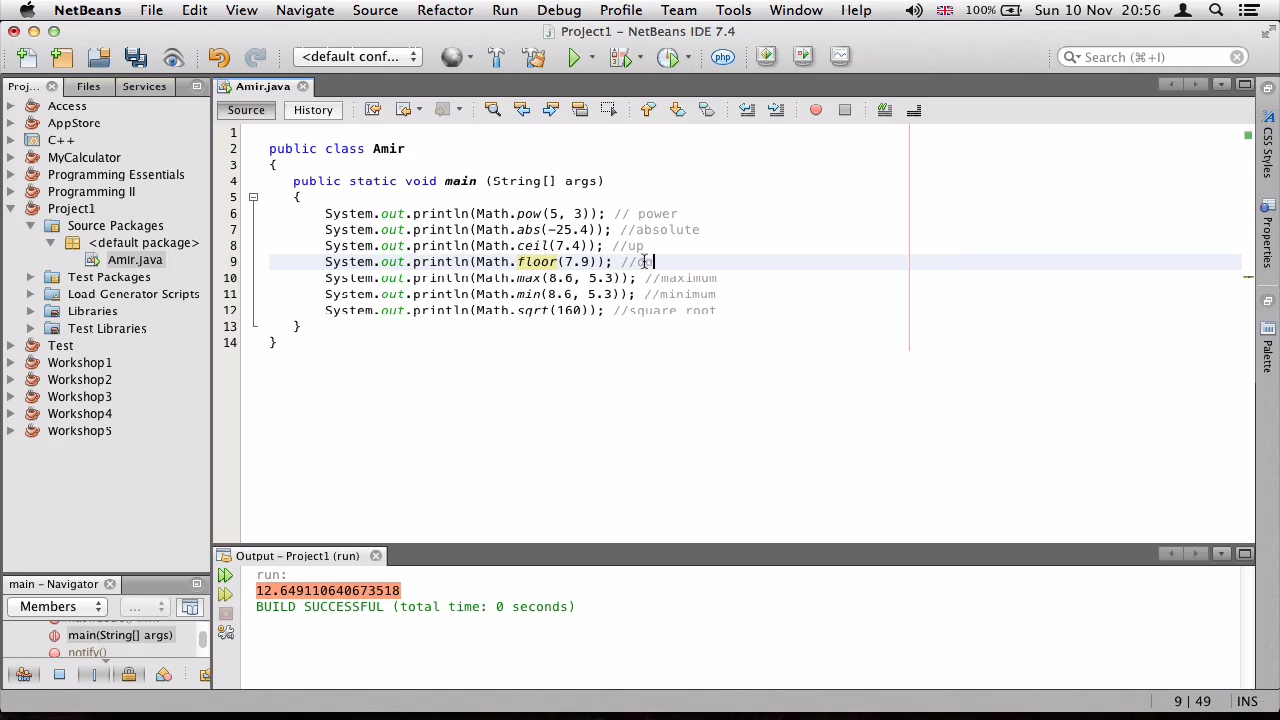 NetBeans File Edit View Navigate Source Refactor Run Debug Profile Team Tools Window Help 100% Sun 10 Nov 20:56
Project1 - NetBeans IDE 7.4
<default conf... php Search (⌘+I)
Proj... Files Services
Access
AppStore
C++
MyCalculator
Programming Essentials
Programming II
Project1
Source Packages
<default package>
Amir.java
Test Packages
Load Generator Scripts
Libraries
Test Libraries
Test
Workshop1
Workshop2
Workshop3
Workshop4
Workshop5
main - Navigator
Members ...
main(String[] args)
notify()
Amir.java
Source History
1
2 public class Amir
3 {
4 public static void main (String[] args)
5 {
6 System.out.println(Math.pow(5, 3)); // power
7 System.out.println(Math.abs(-25.4)); //absolute
8 System.out.println(Math.ceil(7.4)); //up
9 System.out.println(Math.floor(7.9)); //do
10 System.out.println(Math.max(8.6, 5.3)); //maximum
11 System.out.println(Math.min(8.6, 5.3)); //minimum
12 System.out.println(Math.sqrt(160)); //square root
13 }
14 }
Output - Project1 (run)
run:
12.649110640673518
BUILD SUCCESSFUL (total time: 0 seconds)
CSS Styles
Properties
Palette
9 | 49 INS